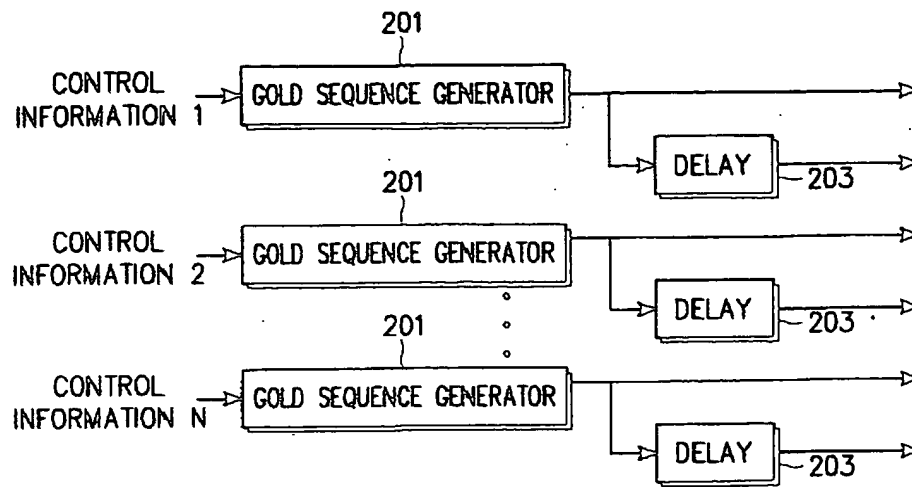 201
CONTROL
INFORMATION 1
GOLD SEQUENCE GENERATOR
DELAY
203
201
CONTROL
INFORMATION 2
GOLD SEQUENCE GENERATOR
DELAY
203
201
CONTROL
INFORMATION N
GOLD SEQUENCE GENERATOR
DELAY
203